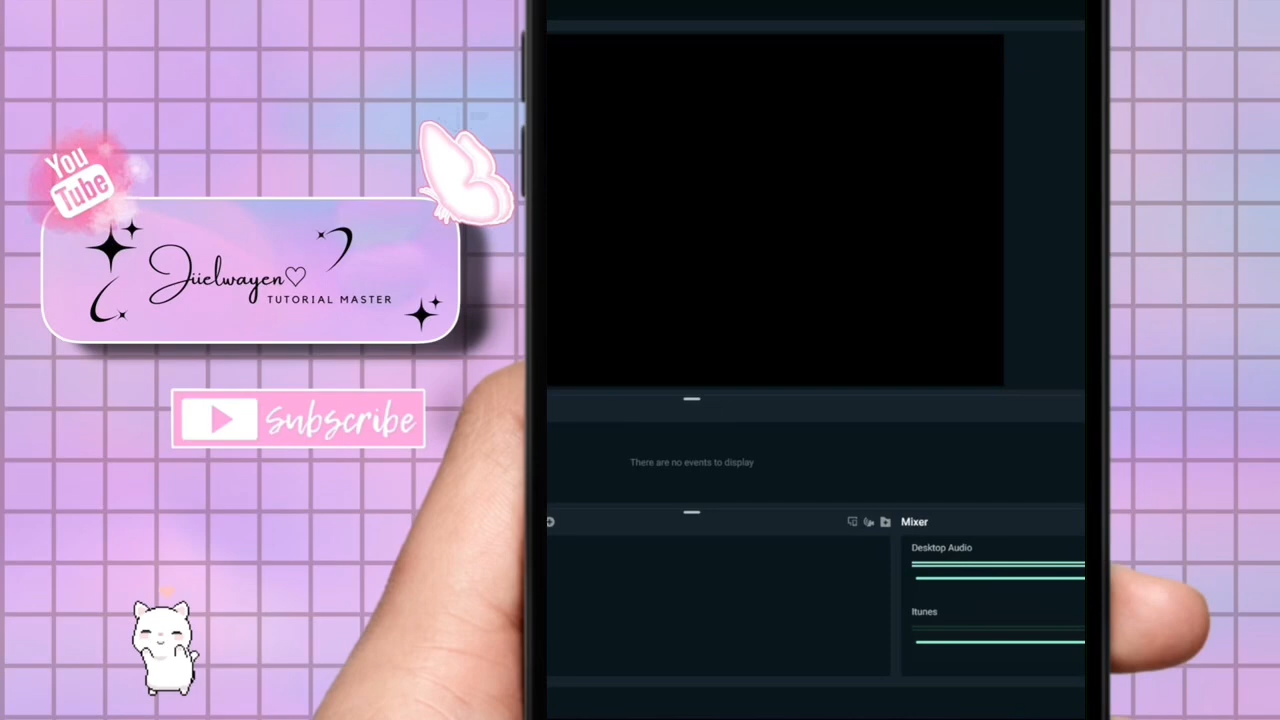 You
Tube
Jiielwayen♡
TUTORIAL MASTER
subscribe
There are no events to display
Mixer
Desktop Audio
Itunes